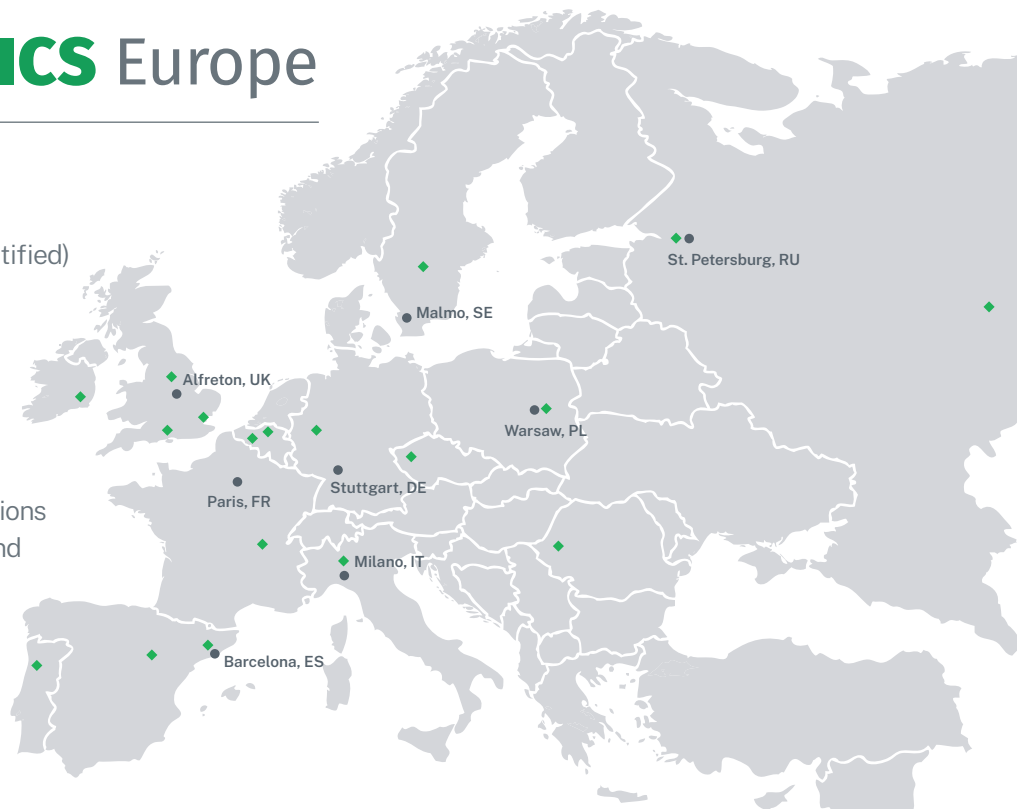 ICS Europe
tified)
St. Petersburg, RU
Malmo, SE
Alfreton, UK
Warsaw, PL
Stuttgart, DE
Paris, FR
ions
nd
Milano, IT
Barcelona, ES